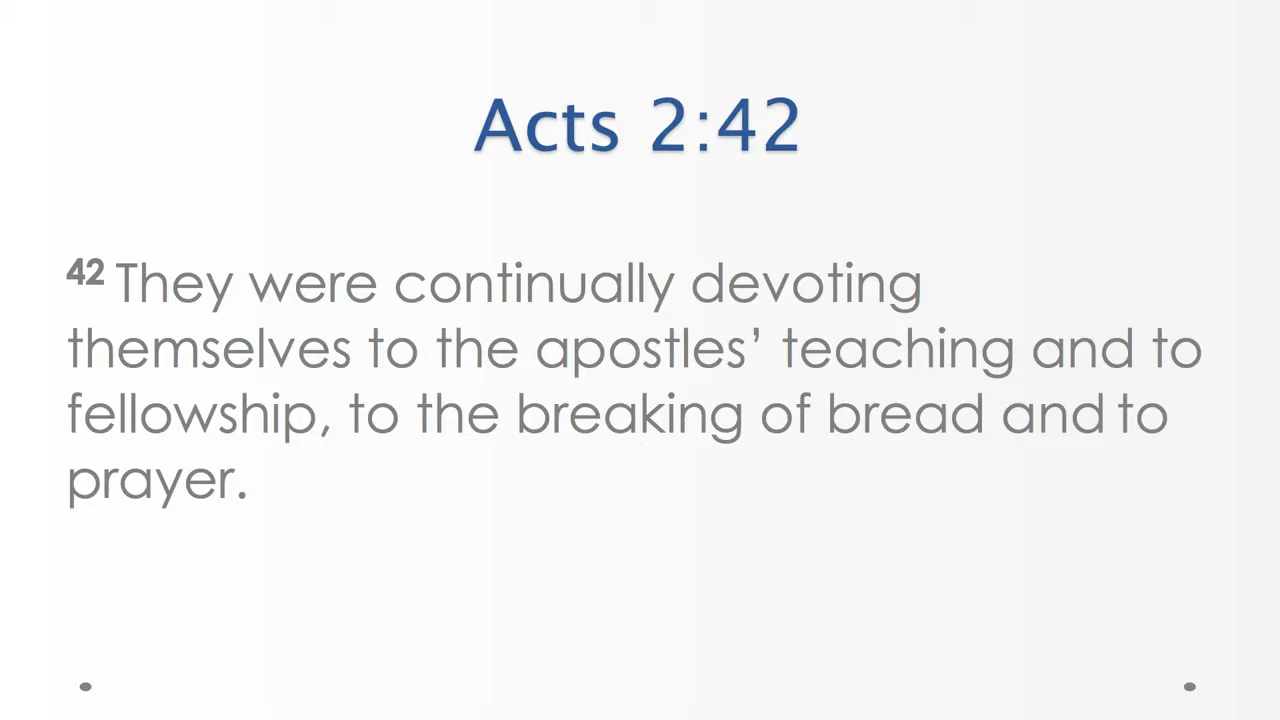 Acts 2:42
42 They were continually devoting
themselves to the apostles’ teaching and to
fellowship, to the breaking of bread and to
prayer.